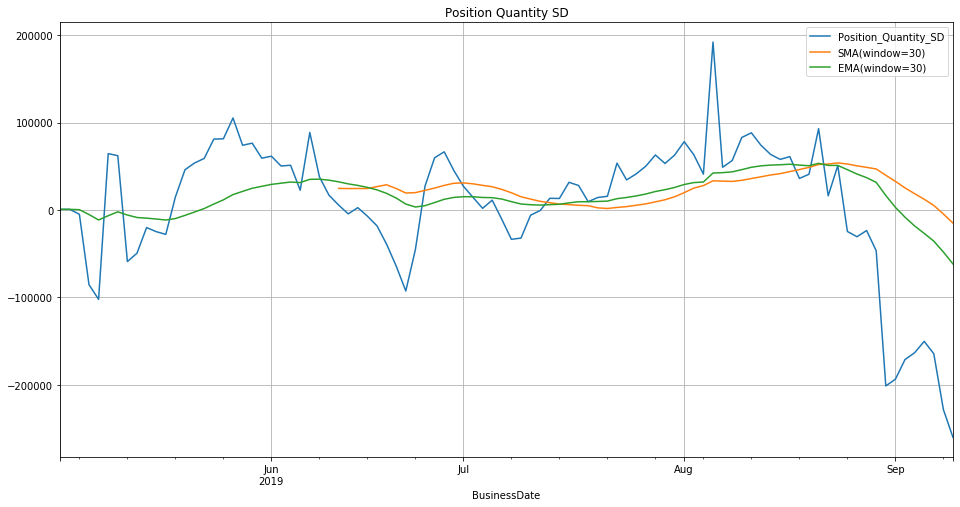 Position Quantity SD
Position_Quantity_SD
SMA(window=30)
EMA(window=30)
200000
100000
0
−100000
−200000
Jun
2019
Jul
Aug
Sep
BusinessDate